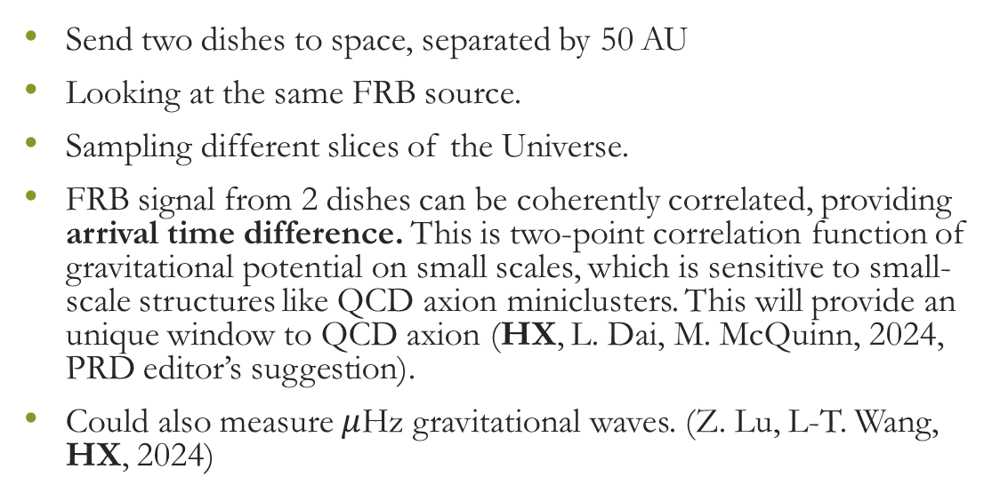 • Send two dishes to space, separated by 50 AU
• Looking at the same FRB source.
• Sampling different slices of the Universe.
• FRB signal from 2 dishes can be coherently correlated, providing
arrival time difference. This is two-point correlation function of
gravitational potential on small scales, which is sensitive to small-
scale structures like QCD axion miniclusters. This will provide an
unique window to QCD axion (HX, L. Dai, M. McQuinn, 2024,
PRD editor’s suggestion).
• Could also measure μHz gravitational waves. (Z. Lu, L-T. Wang,
HX, 2024)